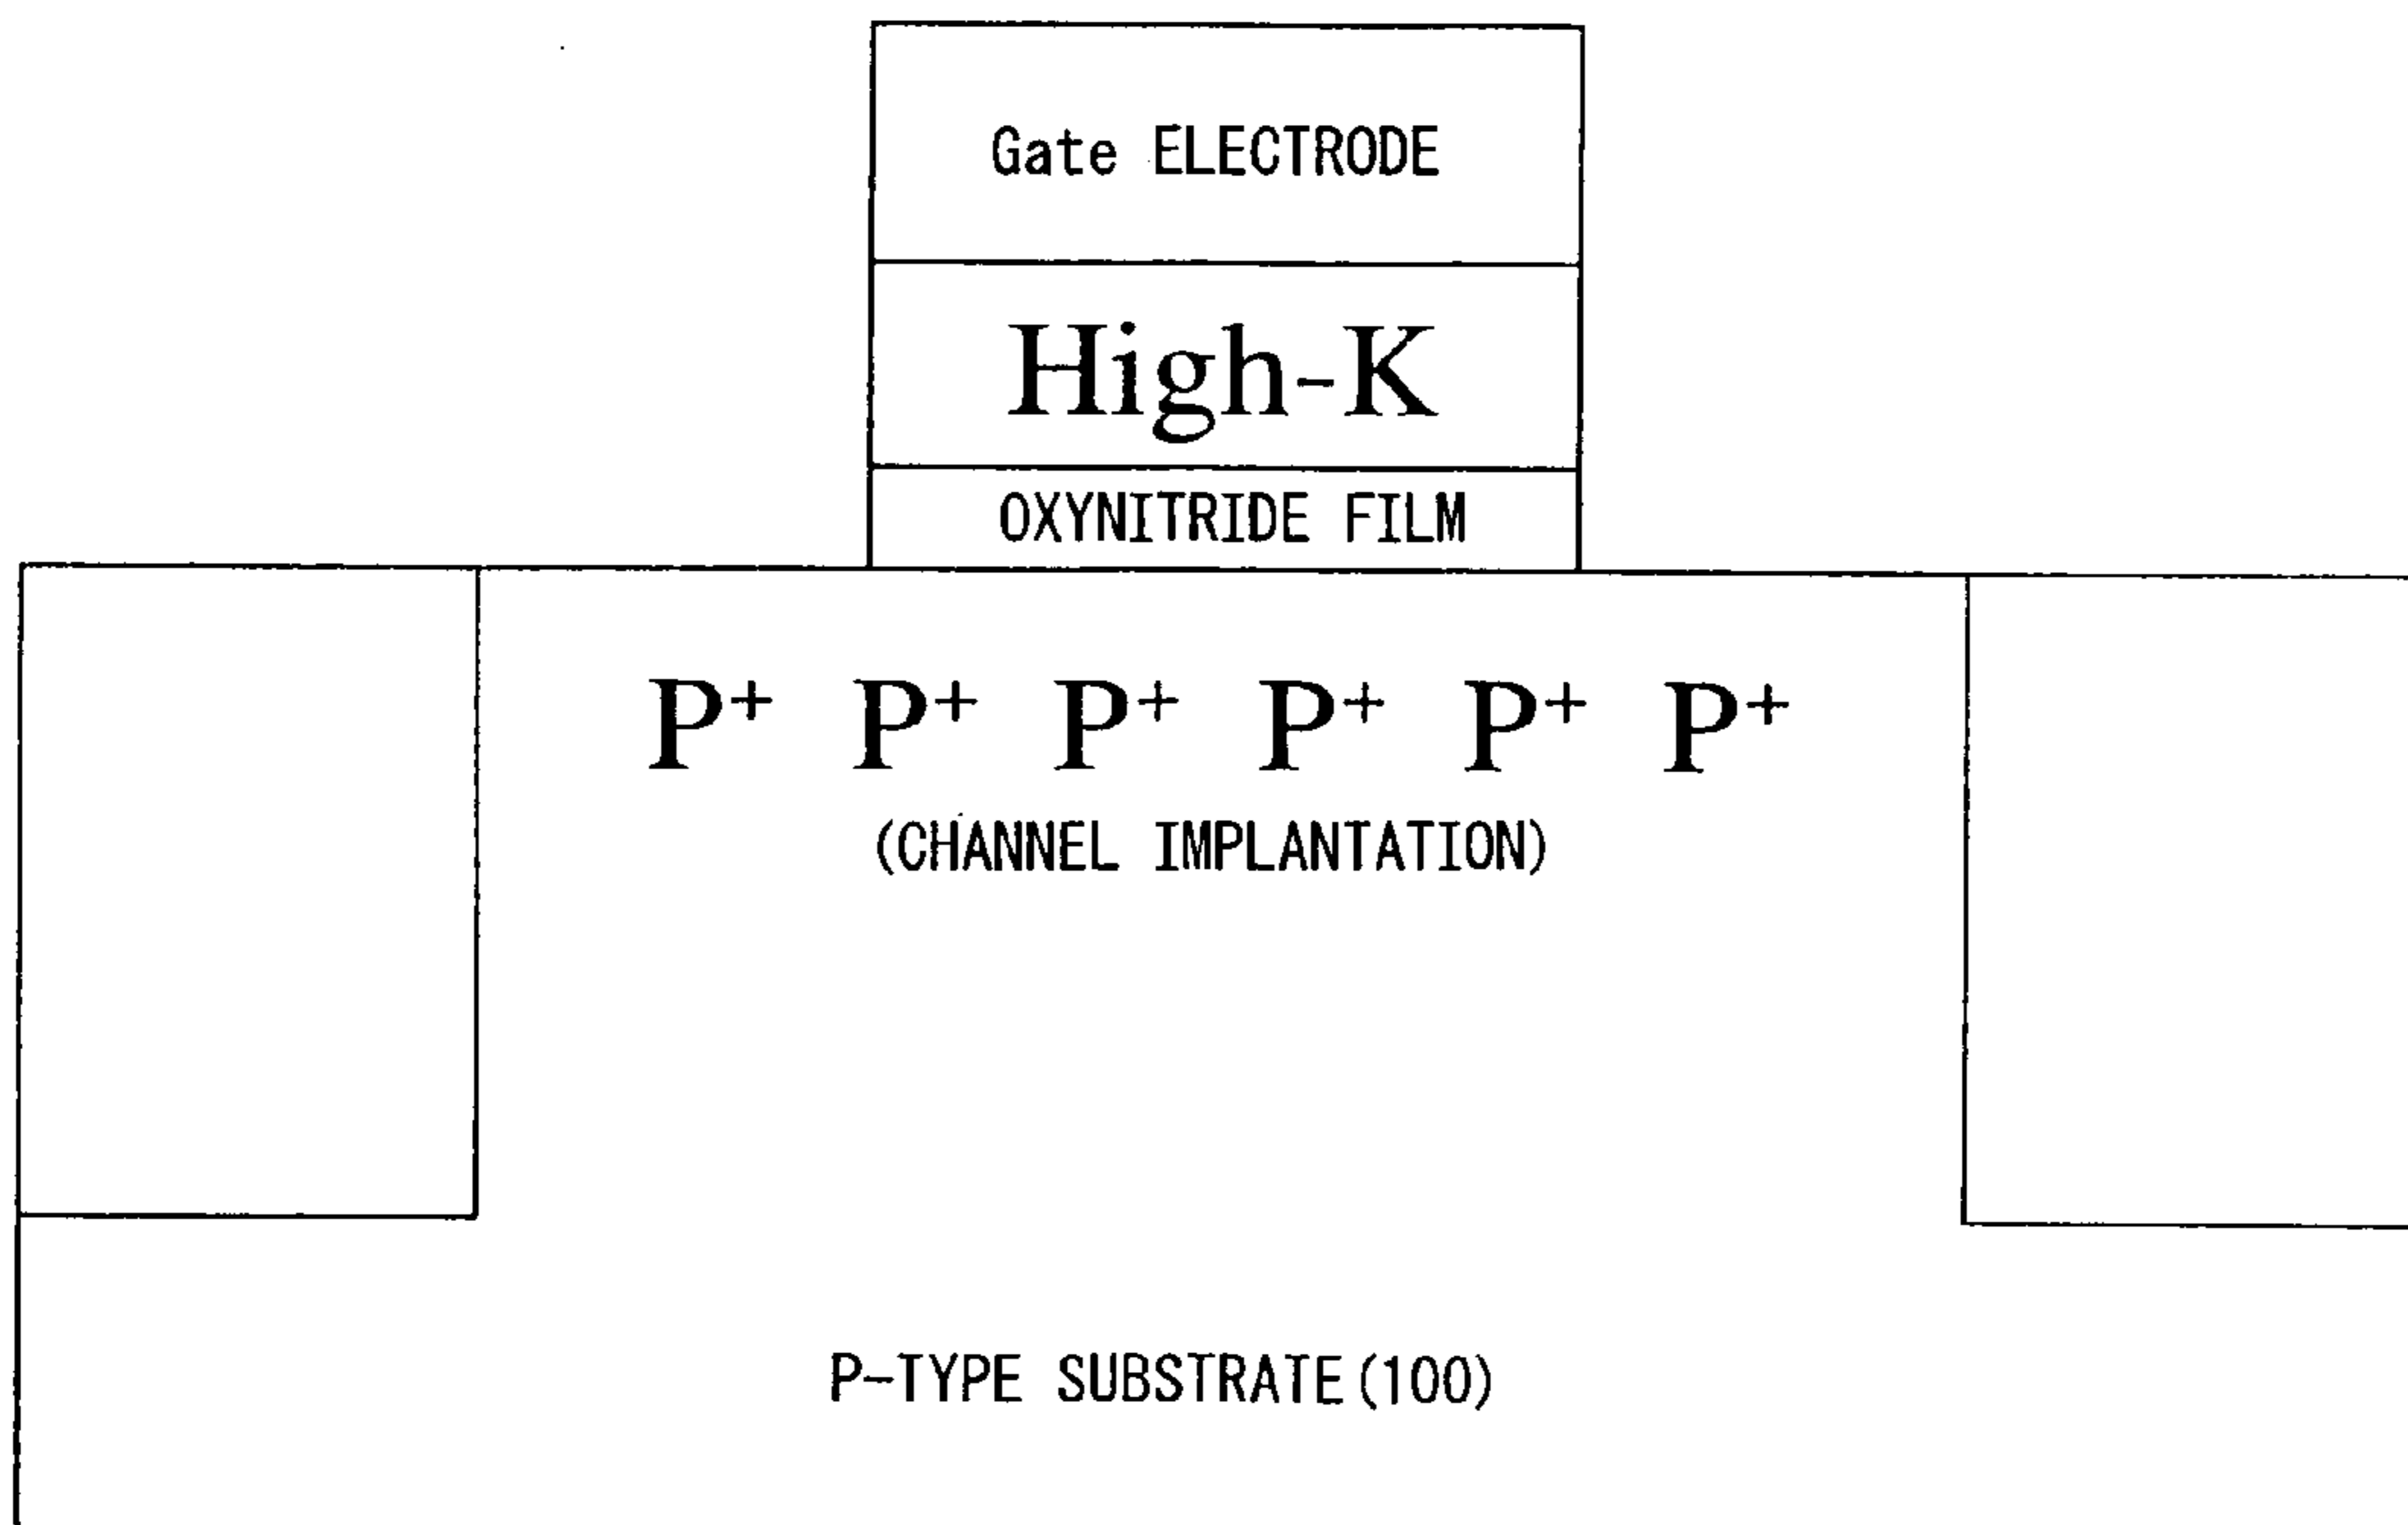 Gate ELECTRODE
High-K
OXYNITRIDE FILM
P+ P+ P+ P+ P+ P+
(CHANNEL IMPLANTATION)
P-TYPE SUBSTRATE(100)